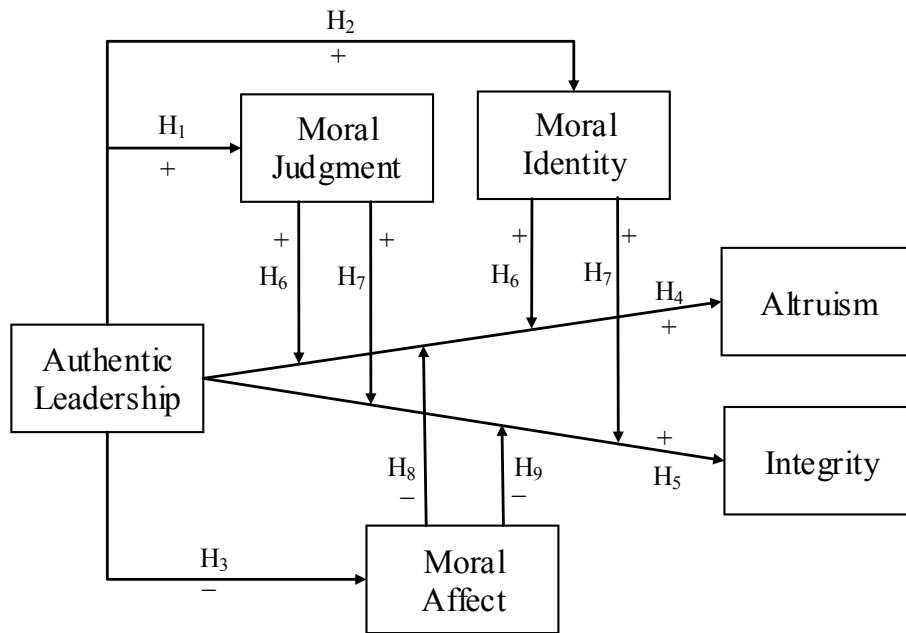 H₂
+
H₁
+
Moral
Judgment
Moral
Identity
+
H₆
+
H₇
+
H₆
+
H₇
H₄
+
Altruism
Authentic
Leadership
H₈
−
H₉
−
+
H₅
Integrity
H₃
−
Moral
Affect